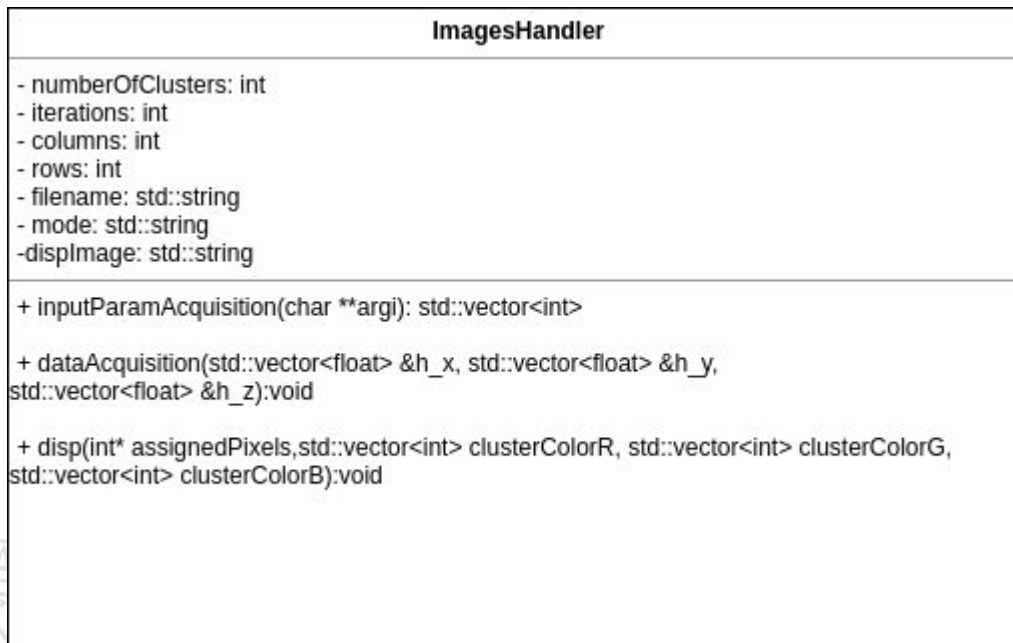 ImagesHandler
- numberOfClusters: int
- iterations: int
- columns: int
- rows: int
- filename: std::string
- mode: std::string
-dispImage: std::string
+ inputParamAcquisition(char **argi): std::vector<int>
+ dataAcquisition(std::vector<float> &h_x, std::vector<float> &h_y,
std::vector<float> &h_z):void
+ disp(int* assignedPixels,std::vector<int> clusterColorR, std::vector<int> clusterColorG,
std::vector<int> clusterColorB):void